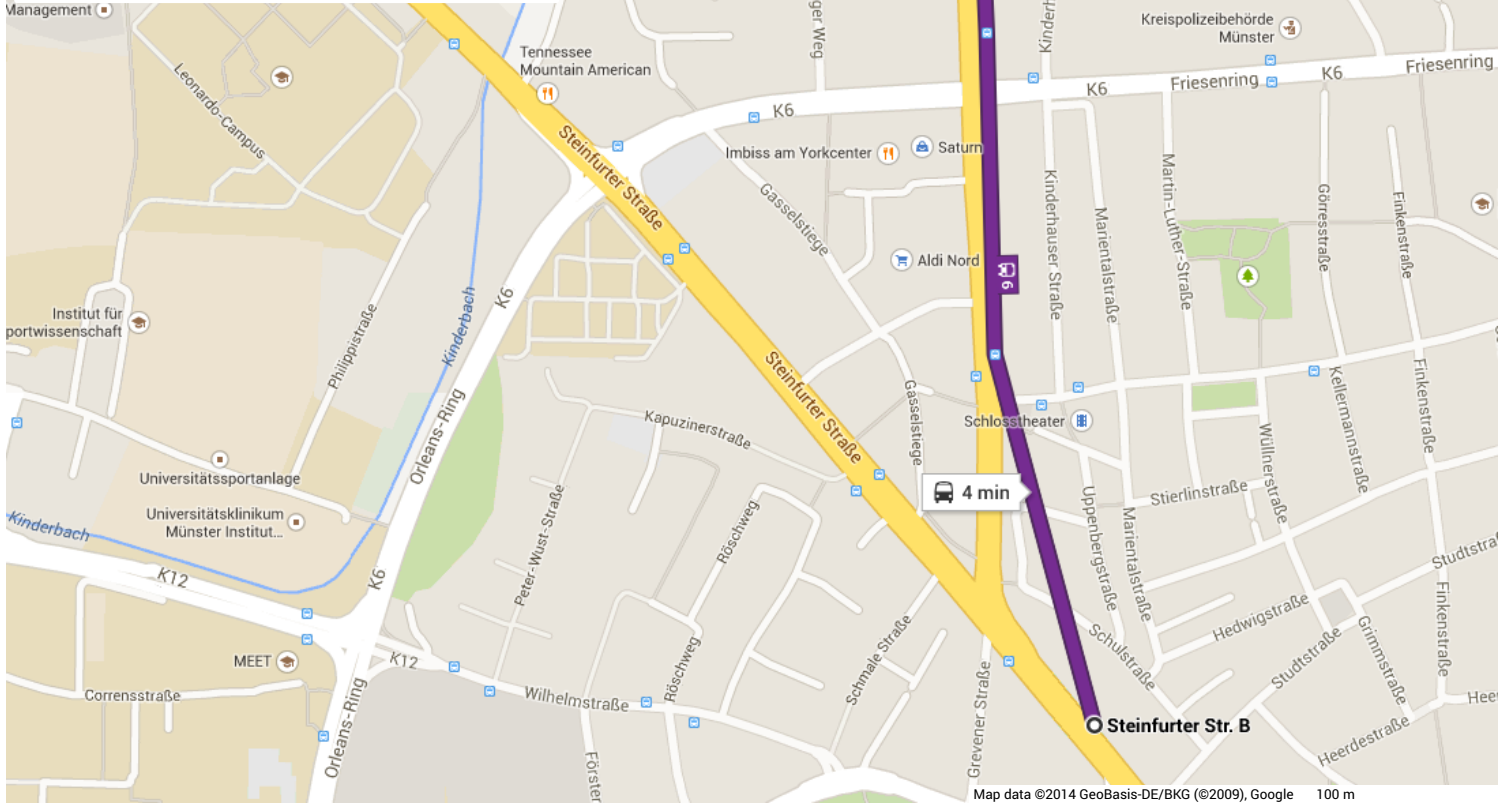 Management
Tennessee
Mountain American
Kreispolizeibehörde
Münster
Friesenring
K6
Friesenring
K6
K6
K6
Leonardo-Campus
Steinfurter Straße
Imbiss am Yorkcenter
Saturn
Gasselstiege
Kinderhauser Straße
Marientalstraße
Martin-Luther-Straße
Görresstraße
Finkenstraße
Aldi Nord
6
Institut für
portwissenschaft
Philippistraße
Kinderbach
K6
Steinfurter Straße
Gasselstiege
Kapuzinerstraße
Schlosstheater
Kellermannstraße
Finkenstraße
Wüllnerstraße
Orleans-Ring
Universitätssportanlage
4 min
Stierlinstraße
Uppenbergstraße
Marientalstraße
Universitätsklinikum
Münster Institut...
Kinderbach
Peter-Wust-Straße
Röschweg
K12
K6
Hedwigstraße
Studtstraße
Grimmstraße
Finkenstraße
Schulstraße
MEET
K12
Corrensstraße
Wilhelmstraße
Röschweg
Schmale Straße
Grevener Straße
Orleans-Ring
Steinfurter Str. B
Heerdestraße
Map data ©2014 GeoBasis-DE/BKG (©2009), Google 100 m